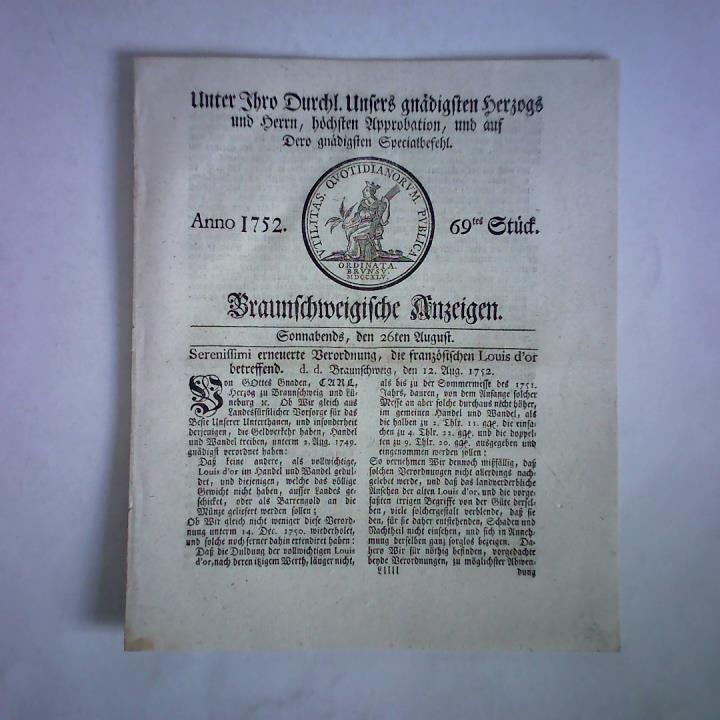 Unter Ihro Durchl. Unsers gnädigsten Herzogs
und Herrn, höchsten Approbation, und auf
Dero gnädigsten Specialbefehl.
VTILITAS. QVOTIDIANORVM. PVBLICA
ORDINATA.
BRVNSV.
MDCCXLV.
Anno 1752.
69tes Stück.
Braunschweigische Anzeigen.
Sonnabends, den 26ten August.
Serenissimi erneuerte Verordnung, die französischen Louis d'or
betreffend. d. d. Braunschweig, den 12. Aug. 1752.
Von GOttes Gnaden, CARL,
Herzog zu Braunschweig und Lü-
neburg ꝛc. Ob Wir gleich aus
Landesfürstlicher Vorsorge für das
Beste Unserer Unterthanen, und insonderheit
derjenigen, die Geldverkehr haben, Handel
und Wandel treiben, unterm 2. Aug. 1749.
gnädigst verordnet haben:
Daß keine andere, als vollwichtige,
Louis d'or im Handel und Wandel gedul-
det, und diejenigen, welche das völlige
Gewicht nicht haben, ausser Landes ge-
schicket, oder als Barrengold an die
Münze geliefert werden sollen;
Ob Wir gleich nicht weniger diese Verord-
nung unterm 14. Dec. 1750. wiederholet,
und solche noch ferner dahin extendiret haben:
Daß die Duldung der vollwichtigen Louis
d'or, nach deren itzigem Werth, länger nicht,
als bis zu der Sommermesse des 1751.
Jahrs, dauren, von dem Anfange solcher
Messe an aber solche durchaus nicht höher,
im gemeinen Handel und Wandel, als
die halben zu 2. Thlr. 11. ggr. die einfa-
chen zu 4. Thlr. 22. ggr. und die doppel-
ten zu 9. Thlr. 20. ggr. ausgegeben und
eingenommen werden sollen:
So vernehmen Wir dennoch mißfällig, daß
solchen Verordnungen nicht allerdings nach-
gelebet werde, und daß das landverderbliche
Ansehen der alten Louis d'or, und die vorge-
faßten irrigen Begriffe von der Güte dersel-
ben, viele solchergestalt verblende, daß sie
den, für sie daher entstehenden, Schaden und
Nachtheil nicht einsehen, und sich in Anneh-
mung derselben ganz sorglos bezeigen. Da-
hero Wir für nöthig befinden, vorgedachte
beyde Verordnungen, zu möglichster Abwen-
Lllll
dung